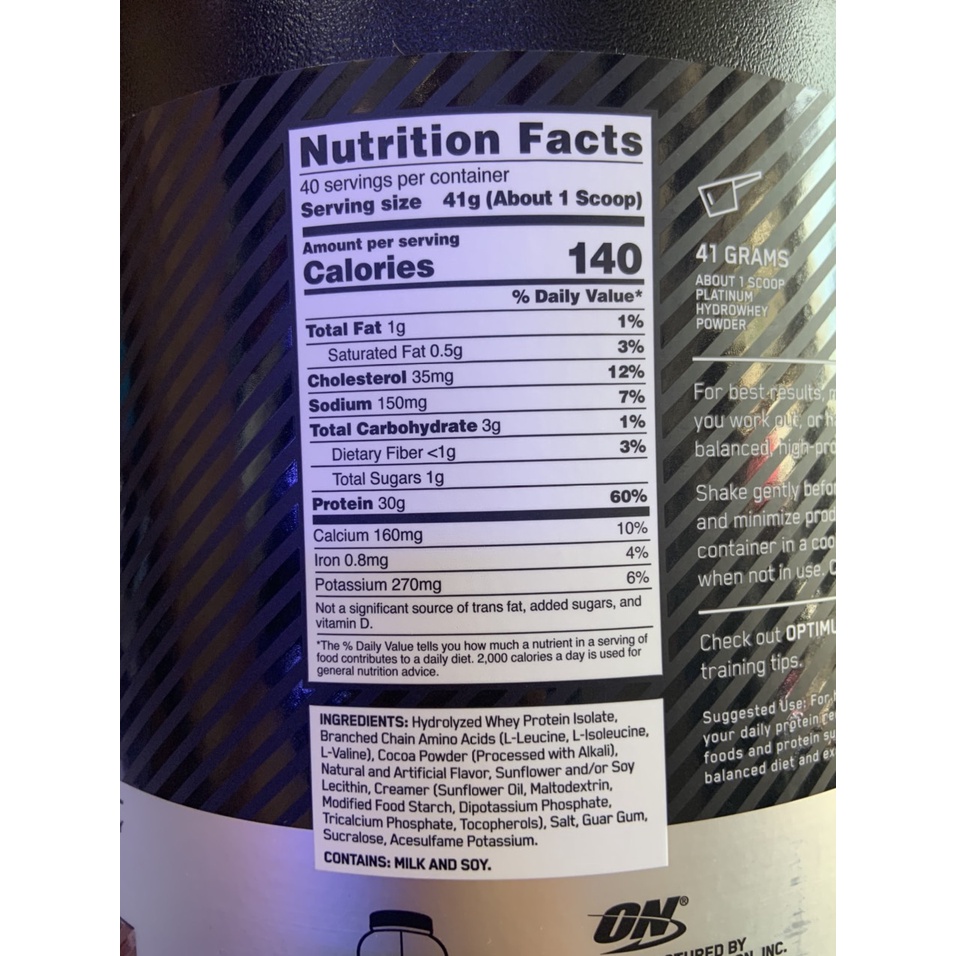 Nutrition Facts
40 servings per container
Serving size 41g (About 1 Scoop)
Amount per serving
Calories 140
% Daily Value*
Total Fat 1g 1%
Saturated Fat 0.5g 3%
Cholesterol 35mg 12%
Sodium 150mg 7%
Total Carbohydrate 3g 1%
Dietary Fiber <1g 3%
Total Sugars 1g
Protein 30g 60%
Calcium 160mg 10%
Iron 0.8mg 4%
Potassium 270mg 6%
Not a significant source of trans fat, added sugars, and
vitamin D.
*The % Daily Value tells you how much a nutrient in a serving of
food contributes to a daily diet. 2,000 calories a day is used for
general nutrition advice.
INGREDIENTS: Hydrolyzed Whey Protein Isolate,
Branched Chain Amino Acids (L-Leucine, L-Isoleucine,
L-Valine), Cocoa Powder (Processed with Alkali),
Natural and Artificial Flavor, Sunflower and/or Soy
Lecithin, Creamer (Sunflower Oil, Maltodextrin,
Modified Food Starch, Dipotassium Phosphate,
Tricalcium Phosphate, Tocopherols), Salt, Guar Gum,
Sucralose, Acesulfame Potassium.
CONTAINS: MILK AND SOY.
41 GRAMS
ABOUT 1 SCOOP
PLATINUM
HYDROWHEY
POWDER
For best results,
you work out, or
balanced,
Shake gently
and minimize
container in a
when not in use.
Check out
training tips.
Suggested Use: For
your daily protein
foods and protein
balanced diet and
ON®
BY
INC.